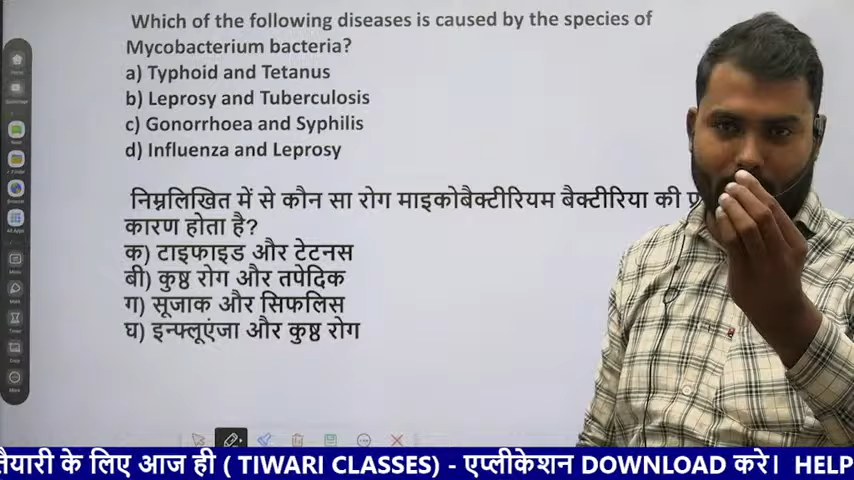 Which of the following diseases is caused by the species of
Mycobacterium bacteria?
a) Typhoid and Tetanus
b) Leprosy and Tuberculosis
c) Gonorrhoea and Syphilis
d) Influenza and Leprosy
निम्नलिखित में से कौन सा रोग माइकोबैक्टीरियम बैक्टीरिया की
कारण होता है?
क) टाइफाइड और टेटनस
बी) कुष्ठ रोग और तपेदिक
ग) सूजाक और सिफलिस
घ) इन्फ्लूएंजा और कुष्ठ रोग
तैयारी के लिए आज ही ( TIWARI CLASSES) - एप्लीकेशन DOWNLOAD करे। HELP